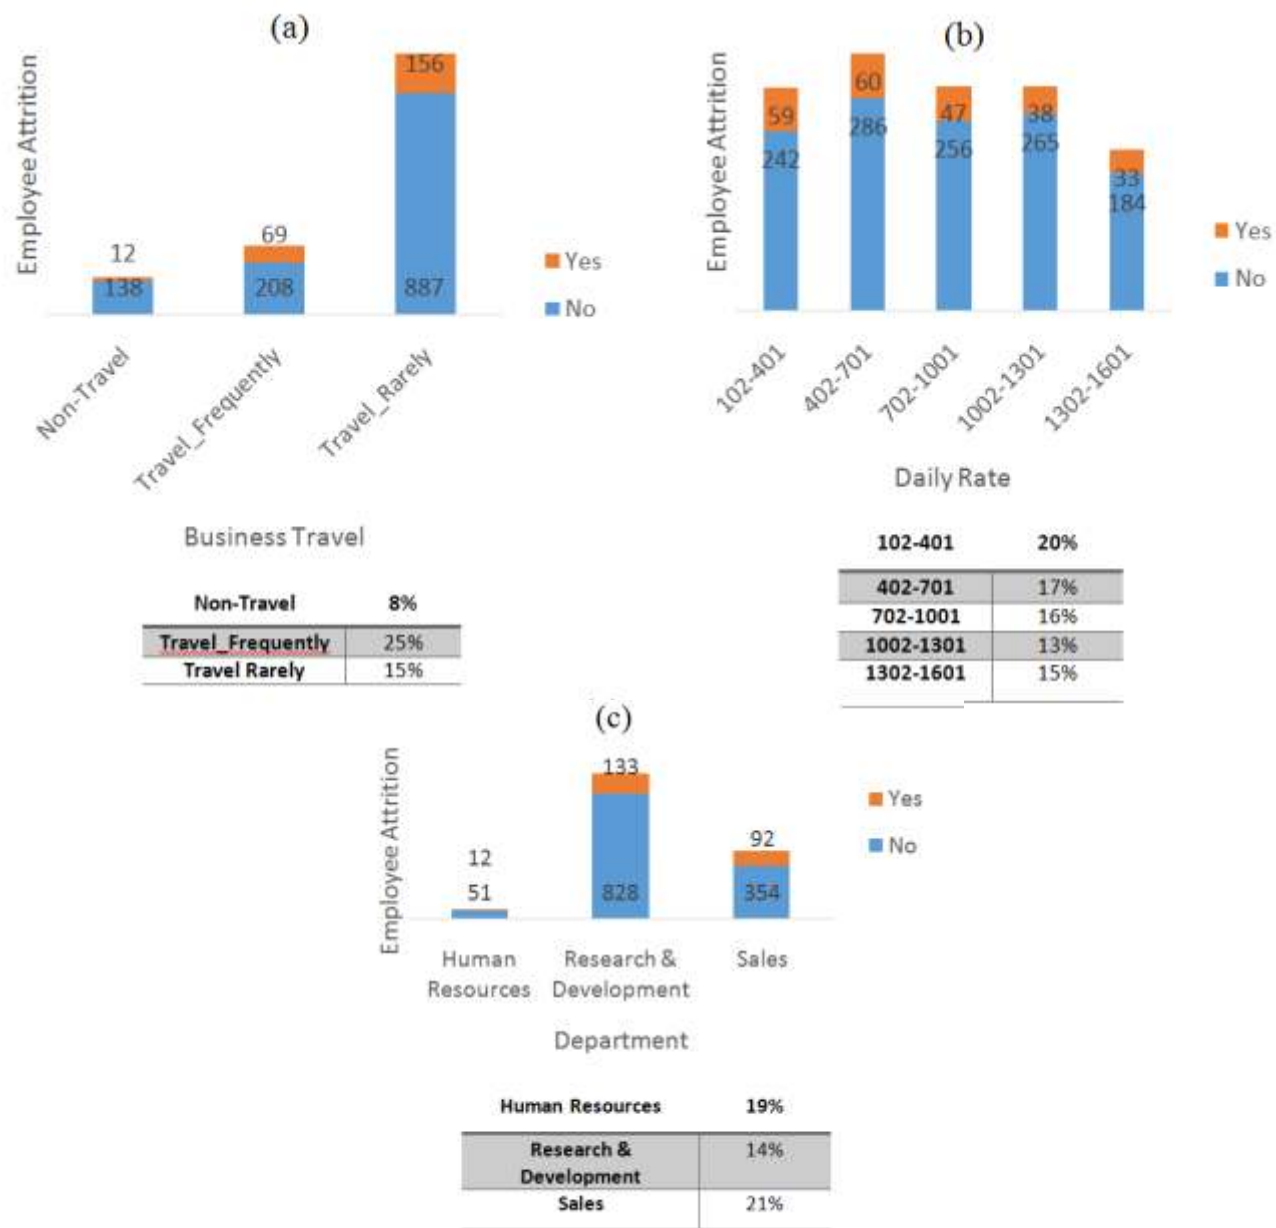 (a)
Employee Attrition
156
887
69
208
12
138
Yes
No
Non-Travel
Travel_Frequently
Travel_Rarely
Business Travel
Non-Travel 8%
Travel_Frequently 25%
Travel Rarely 15%
(b)
Employee Attrition
59
242
60
286
47
256
38
265
33
184
Yes
No
102-401
402-701
702-1001
1002-1301
1302-1601
Daily Rate
102-401 20%
402-701 17%
702-1001 16%
1002-1301 13%
1302-1601 15%
(c)
Employee Attrition
12
51
133
828
92
354
Yes
No
Human
Resources
Research &
Development
Sales
Department
Human Resources 19%
Research & 14%
Development
Sales 21%